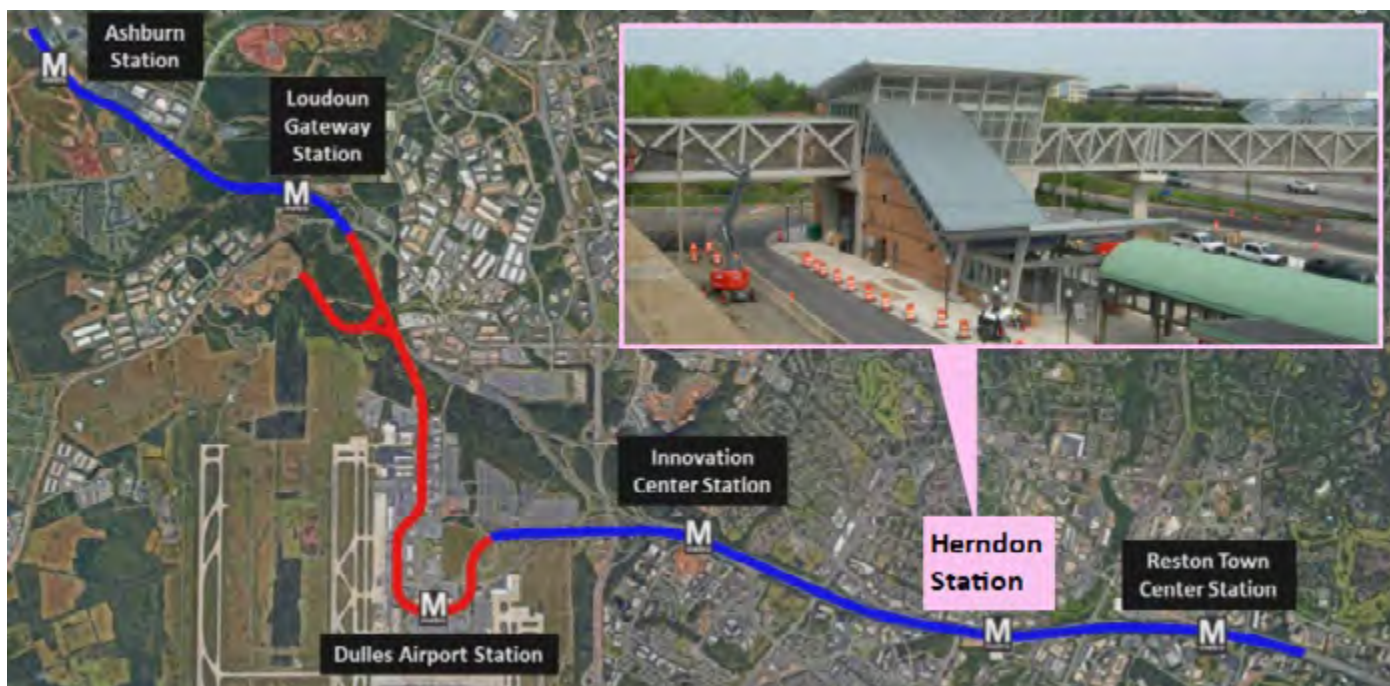 Ashburn
Station
M
Loudoun
Gateway
Station
M
Innovation
Center Station
M
Herndon
Station
M
Reston Town
Center Station
M
M
Dulles Airport Station